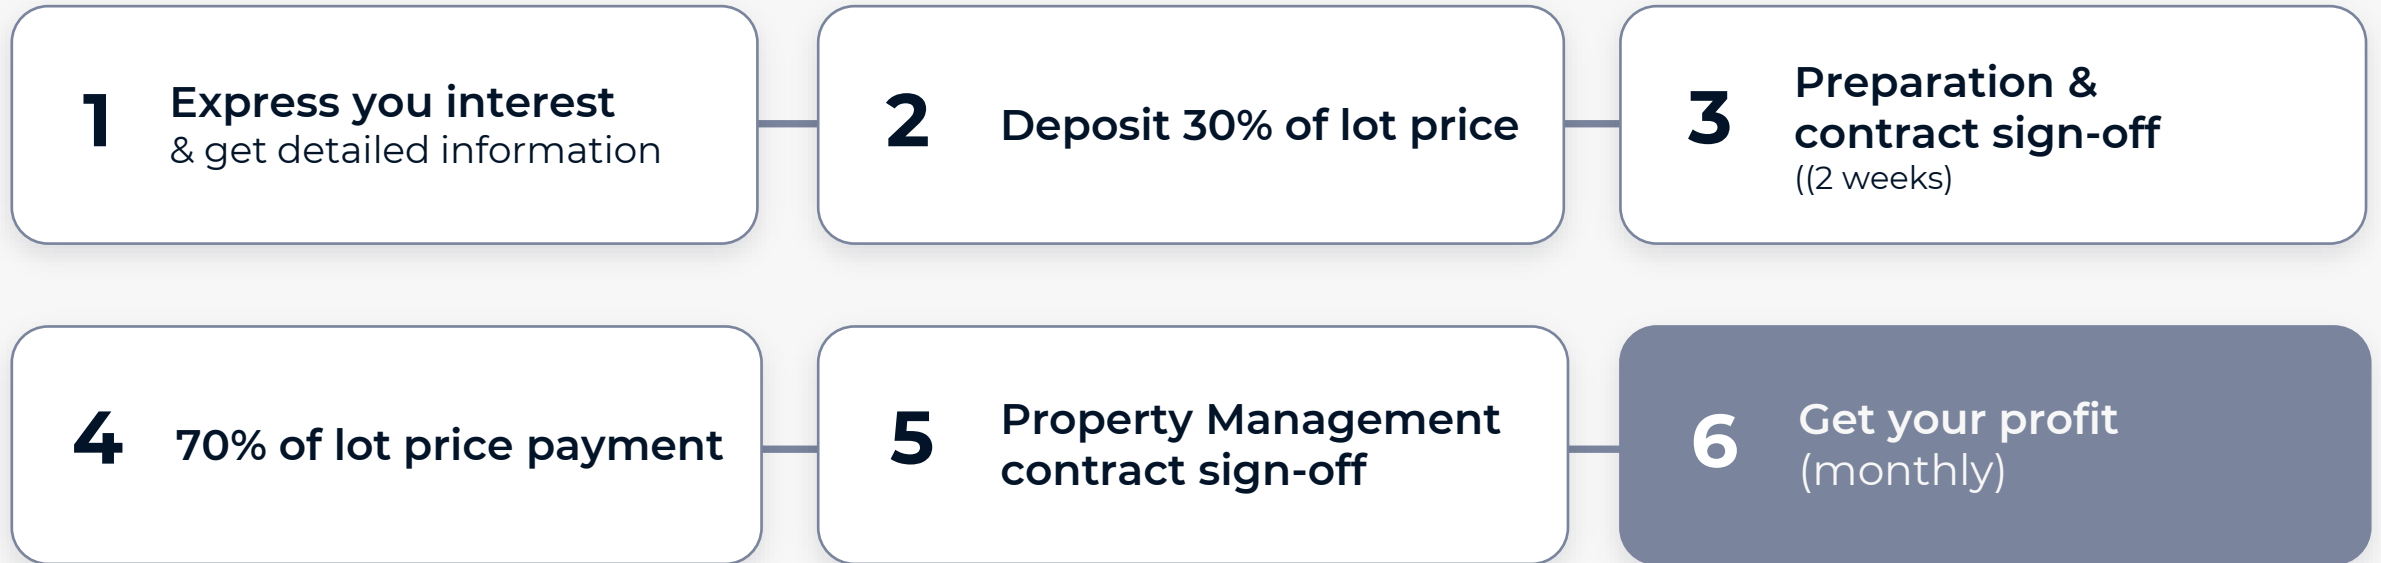 1
Express you interest
& get detailed information
2
Deposit 30% of lot price
3
Preparation &
contract sign-off
((2 weeks)
4
70% of lot price payment
5
Property Management
contract sign-off
6
Get your profit
(monthly)